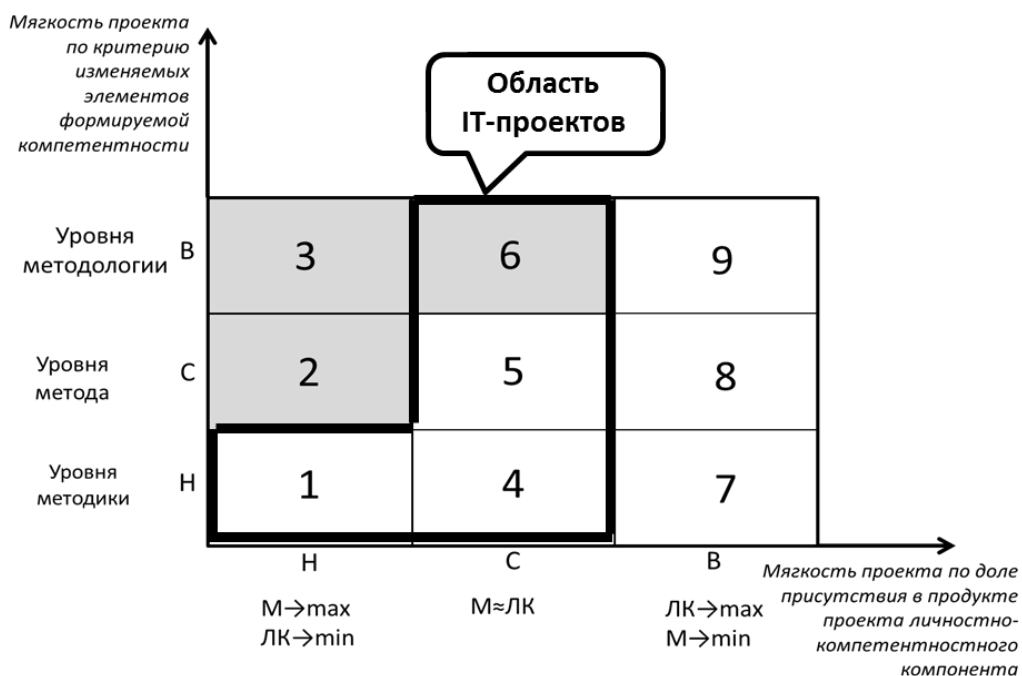 Мягкость проекта
по критерию
изменяемых
элементов
формируемой
компетентности
Область
IT-проектов
Уровня
методологии
В
3
6
9
Уровня
метода
С
2
5
8
Уровня
методики
Н
1
4
7
Н
С
В
М→max
ЛК→min
М≈ЛК
ЛК→max
М→min
Мягкость проекта по доле
присутствия в продукте
проекта личностно-
компетентностного
компонента